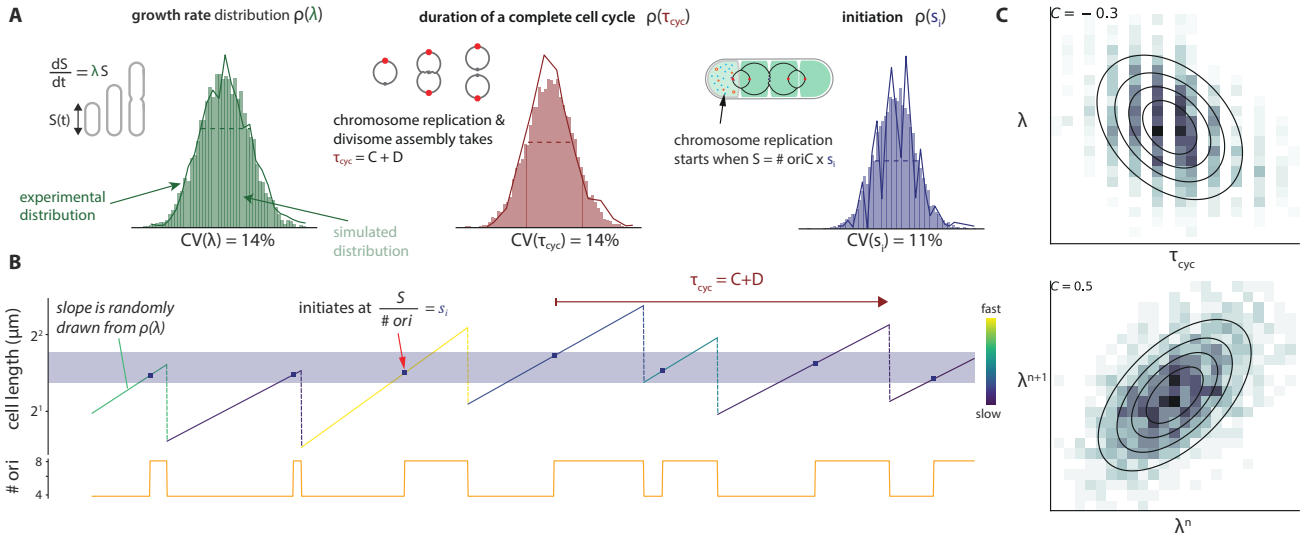 A
growth rate distribution ρ(λ)
dS/dt = λ S
S(t)
experimental
distribution
simulated
distribution
CV(λ) = 14%
duration of a complete cell cycle ρ(τcyc)
chromosome replication &
divisome assembly takes
τcyc = C + D
CV(τcyc) = 14%
initiation ρ(si)
chromosome replication
starts when S = # oriC x si
CV(si) = 11%
B
slope is randomly
drawn from ρ(λ)
initiates at S/# ori = si
τcyc = C+D
cell length (μm)
2²
2¹
fast
slow
# ori
8
4
C
C = − 0.3
λ
τcyc
C = 0.5
λⁿ⁺¹
λⁿ